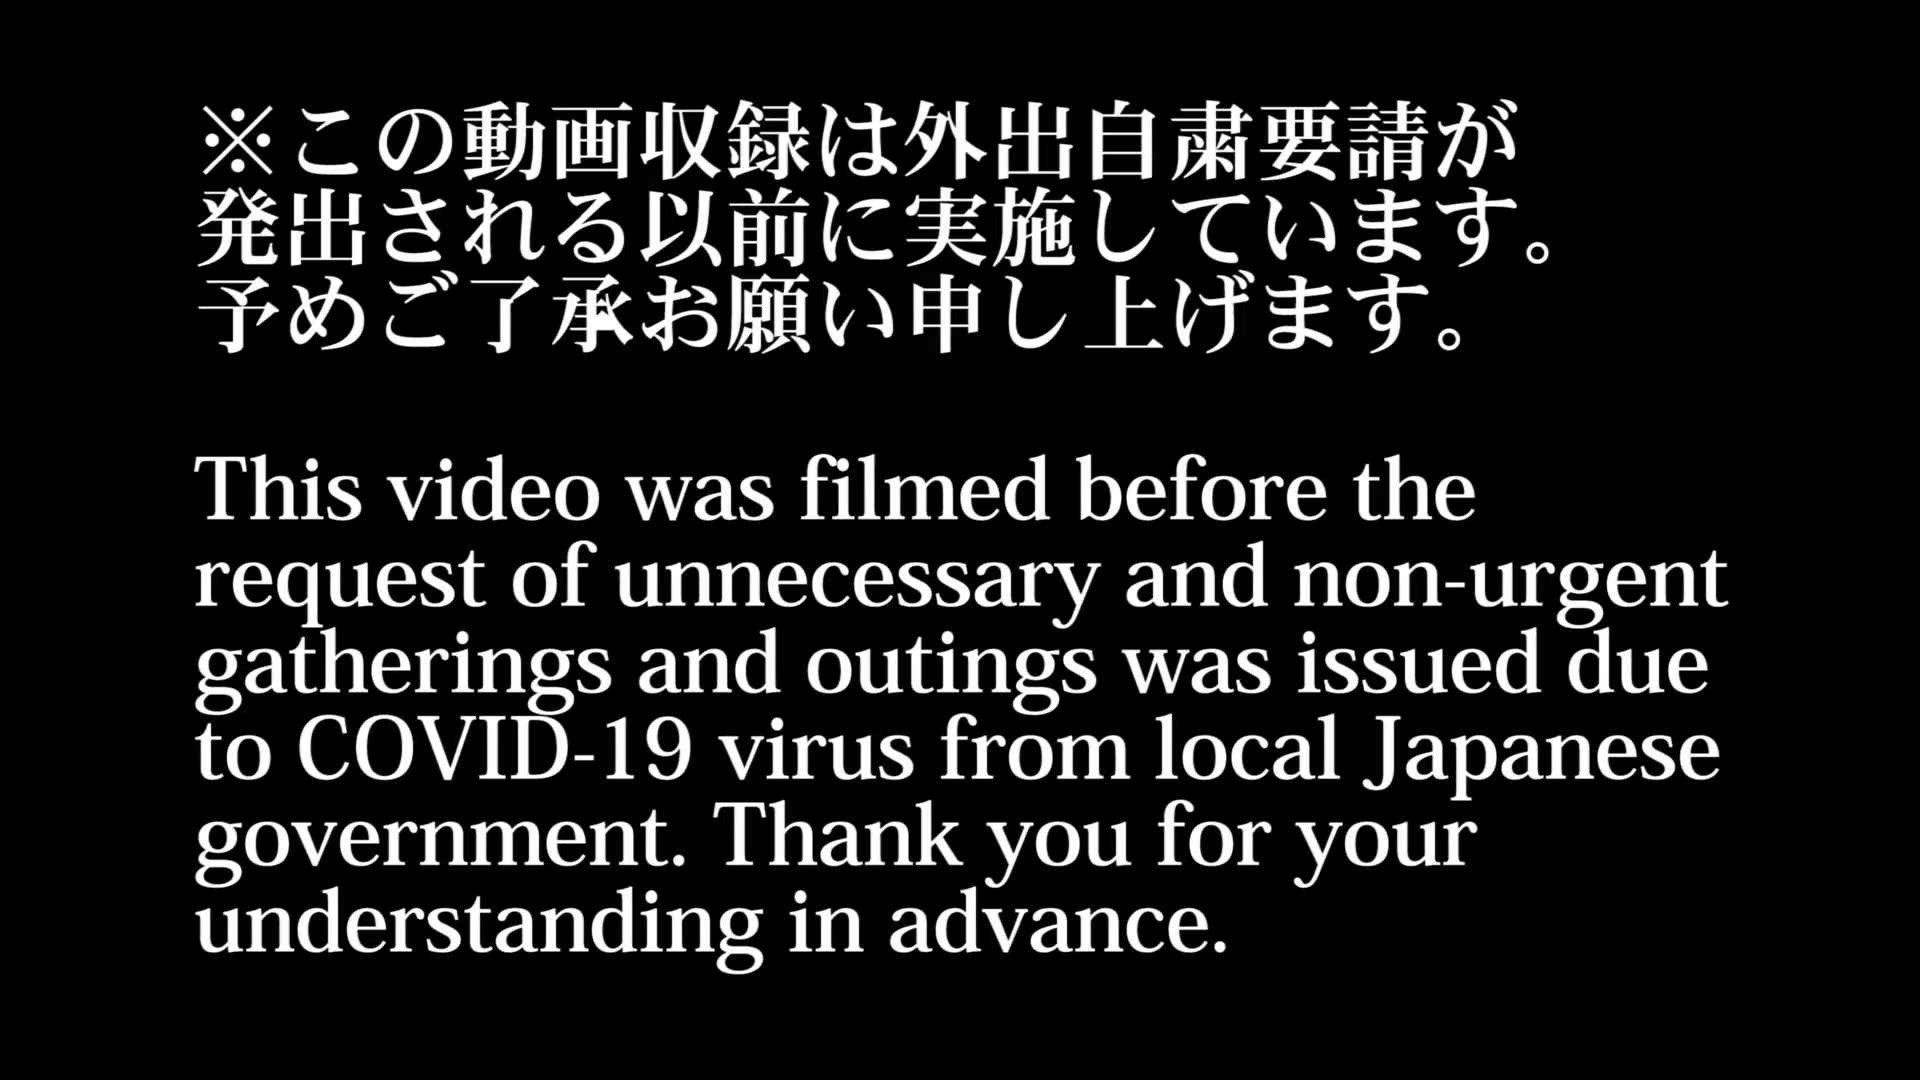 ※この動画収録は外出自粛要請が
発出される以前に実施しています。
予めご了承お願い申し上げます。
This video was filmed before the
request of unnecessary and non-urgent
gatherings and outings was issued due
to COVID-19 virus from local Japanese
government. Thank you for your
understanding in advance.